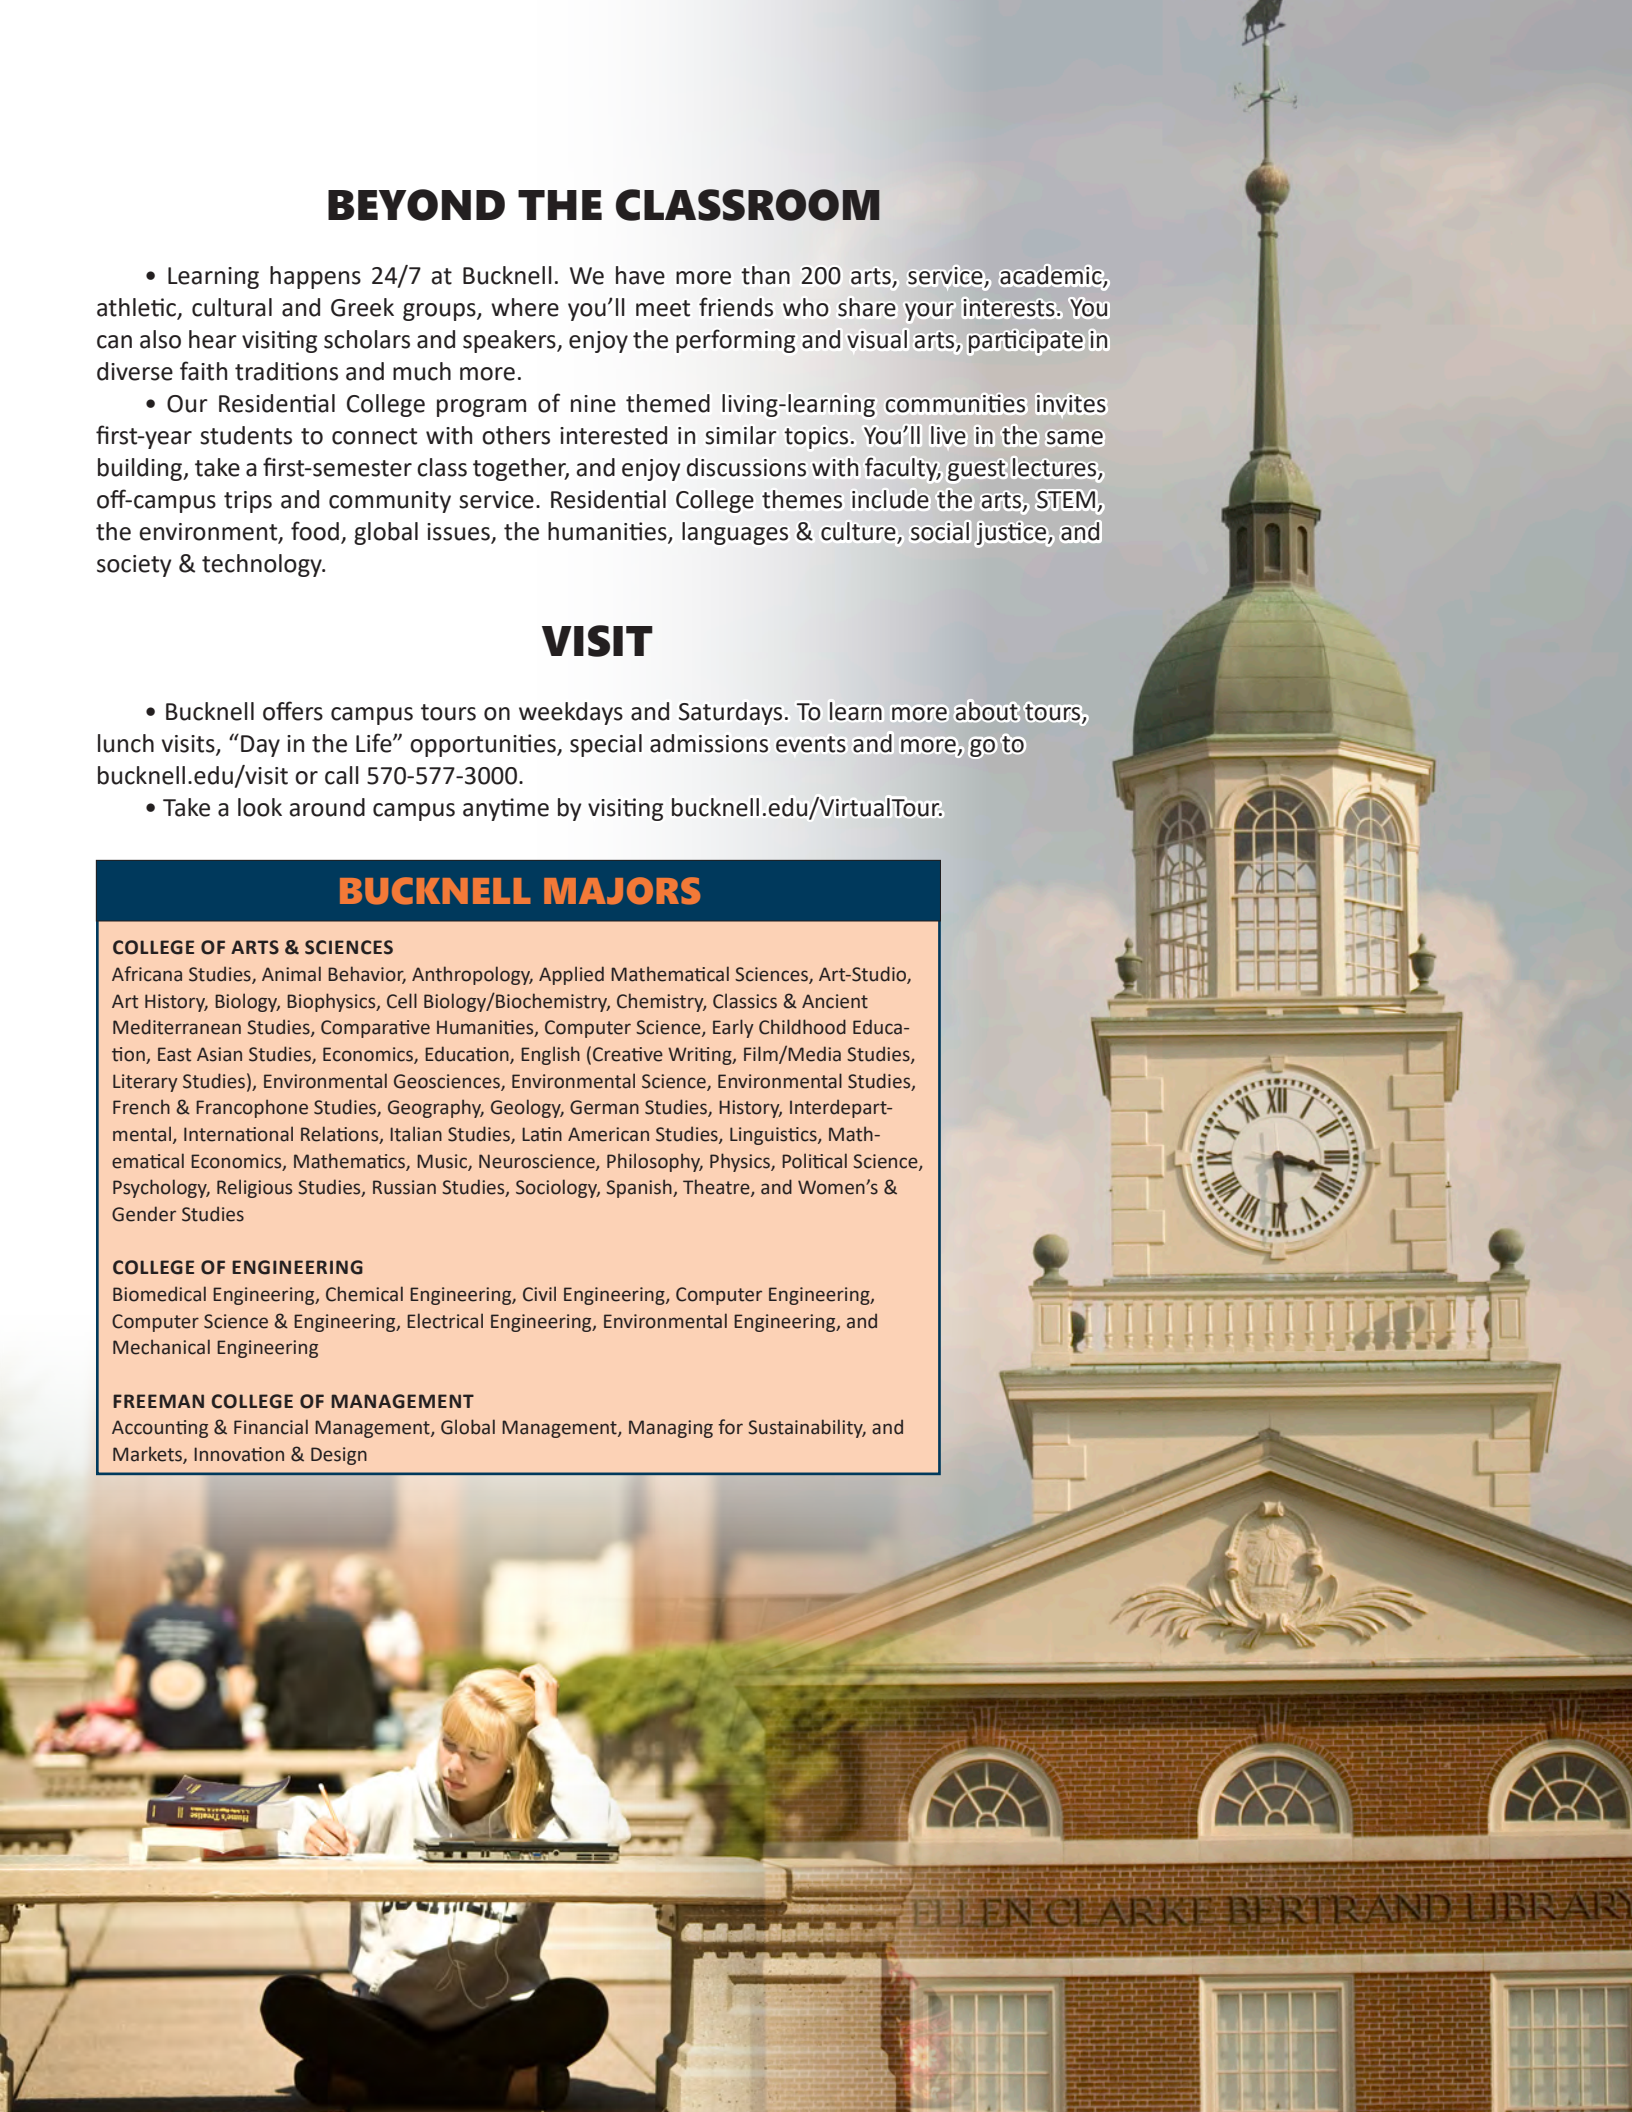 BEYOND THE CLASSROOM
• Learning happens 24/7 at Bucknell. We have more than 200 arts, service, academic,
athletic, cultural and Greek groups, where you’ll meet friends who share your interests. You
can also hear visiting scholars and speakers, enjoy the performing and visual arts, participate in
diverse faith traditions and much more.
• Our Residential College program of nine themed living-learning communities invites
first-year students to connect with others interested in similar topics. You’ll live in the same
building, take a first-semester class together, and enjoy discussions with faculty, guest lectures,
off-campus trips and community service. Residential College themes include the arts, STEM,
the environment, food, global issues, the humanities, languages & culture, social justice, and
society & technology.
VISIT
• Bucknell offers campus tours on weekdays and Saturdays. To learn more about tours,
lunch visits, “Day in the Life” opportunities, special admissions events and more, go to
bucknell.edu/visit or call 570-577-3000.
• Take a look around campus anytime by visiting bucknell.edu/VirtualTour.
BUCKNELL MAJORS
COLLEGE OF ARTS & SCIENCES
Africana Studies, Animal Behavior, Anthropology, Applied Mathematical Sciences, Art-Studio,
Art History, Biology, Biophysics, Cell Biology/Biochemistry, Chemistry, Classics & Ancient
Mediterranean Studies, Comparative Humanities, Computer Science, Early Childhood Educa-
tion, East Asian Studies, Economics, Education, English (Creative Writing, Film/Media Studies,
Literary Studies), Environmental Geosciences, Environmental Science, Environmental Studies,
French & Francophone Studies, Geography, Geology, German Studies, History, Interdepart-
mental, International Relations, Italian Studies, Latin American Studies, Linguistics, Math-
ematical Economics, Mathematics, Music, Neuroscience, Philosophy, Physics, Political Science,
Psychology, Religious Studies, Russian Studies, Sociology, Spanish, Theatre, and Women’s &
Gender Studies
COLLEGE OF ENGINEERING
Biomedical Engineering, Chemical Engineering, Civil Engineering, Computer Engineering,
Computer Science & Engineering, Electrical Engineering, Environmental Engineering, and
Mechanical Engineering
FREEMAN COLLEGE OF MANAGEMENT
Accounting & Financial Management, Global Management, Managing for Sustainability, and
Markets, Innovation & Design
XII I II III IIII V VI VII VIII IX X XI
Hume's Treatise
ELLEN CLARKE BERTRAND LIBRARY